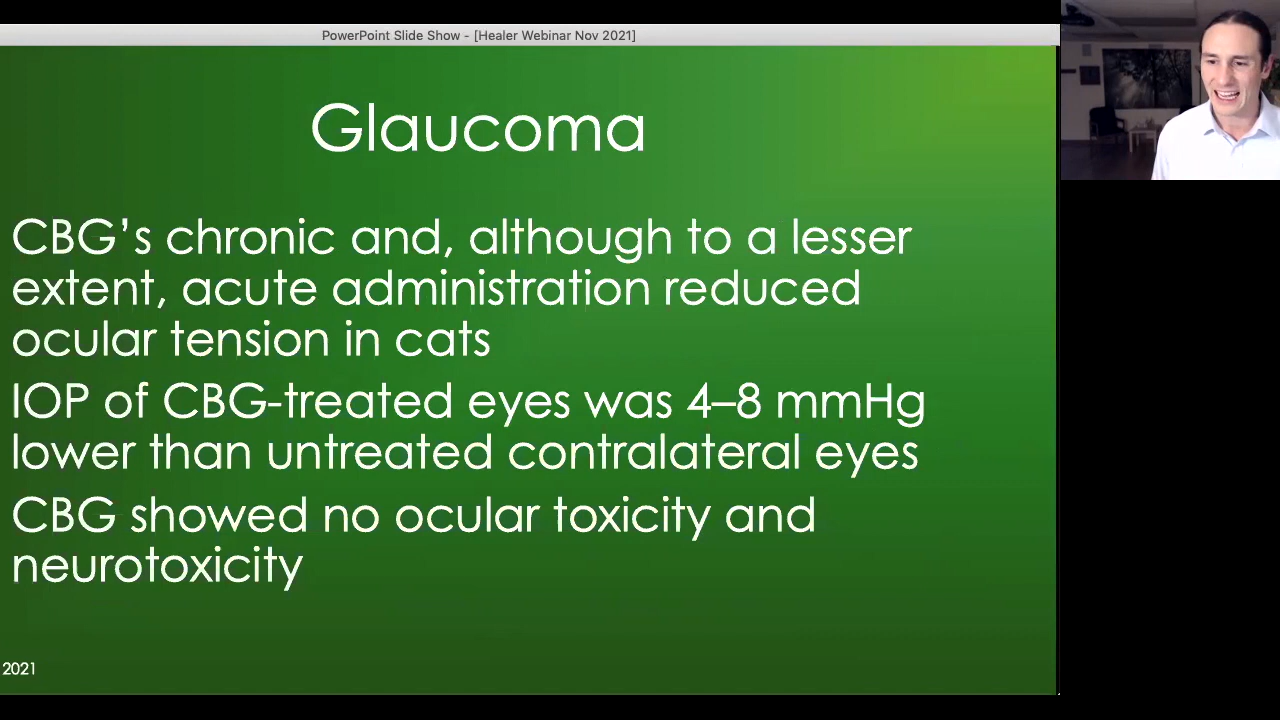 PowerPoint Slide Show - [Healer Webinar Nov 2021]
Glaucoma
CBG’s chronic and, although to a lesser
extent, acute administration reduced
ocular tension in cats
IOP of CBG-treated eyes was 4–8 mmHg
lower than untreated contralateral eyes
CBG showed no ocular toxicity and
neurotoxicity
2021